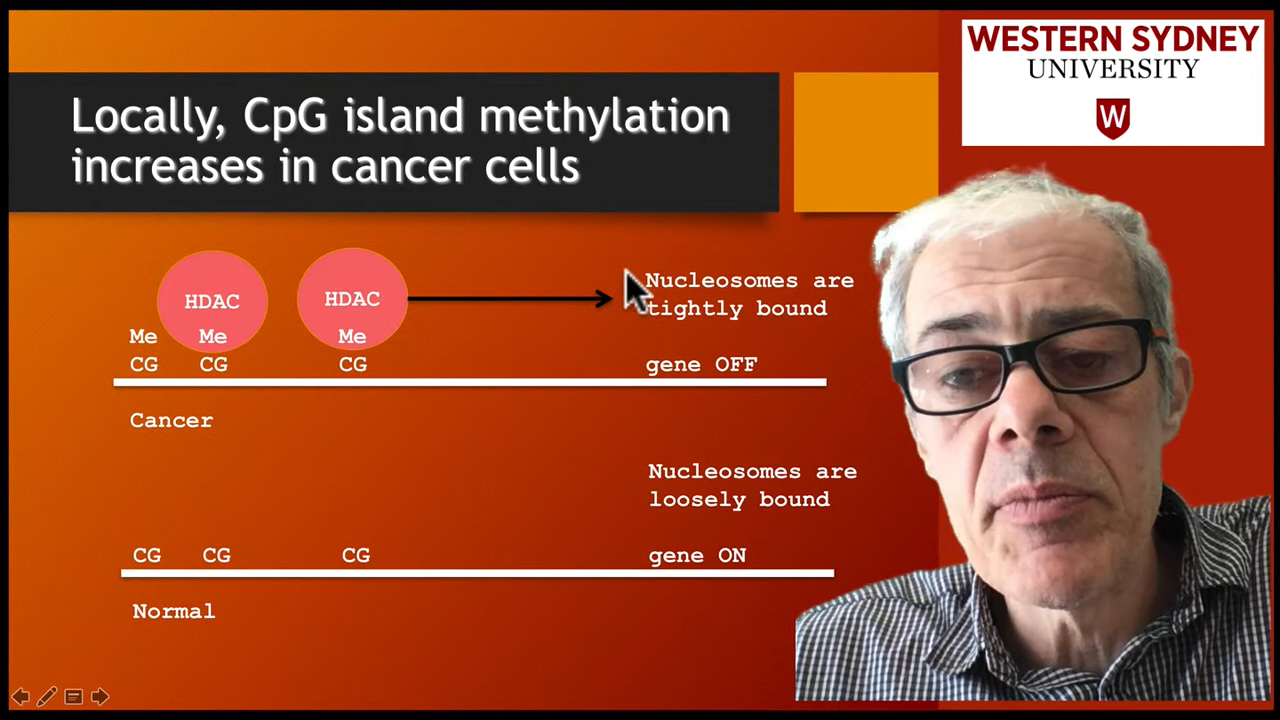 WESTERN SYDNEY
UNIVERSITY
W
Locally, CpG island methylation
increases in cancer cells
HDAC HDAC
Nucleosomes are
tightly bound
Me Me Me
CG CG CG gene OFF
Cancer
Nucleosomes are
loosely bound
CG CG CG gene ON
Normal